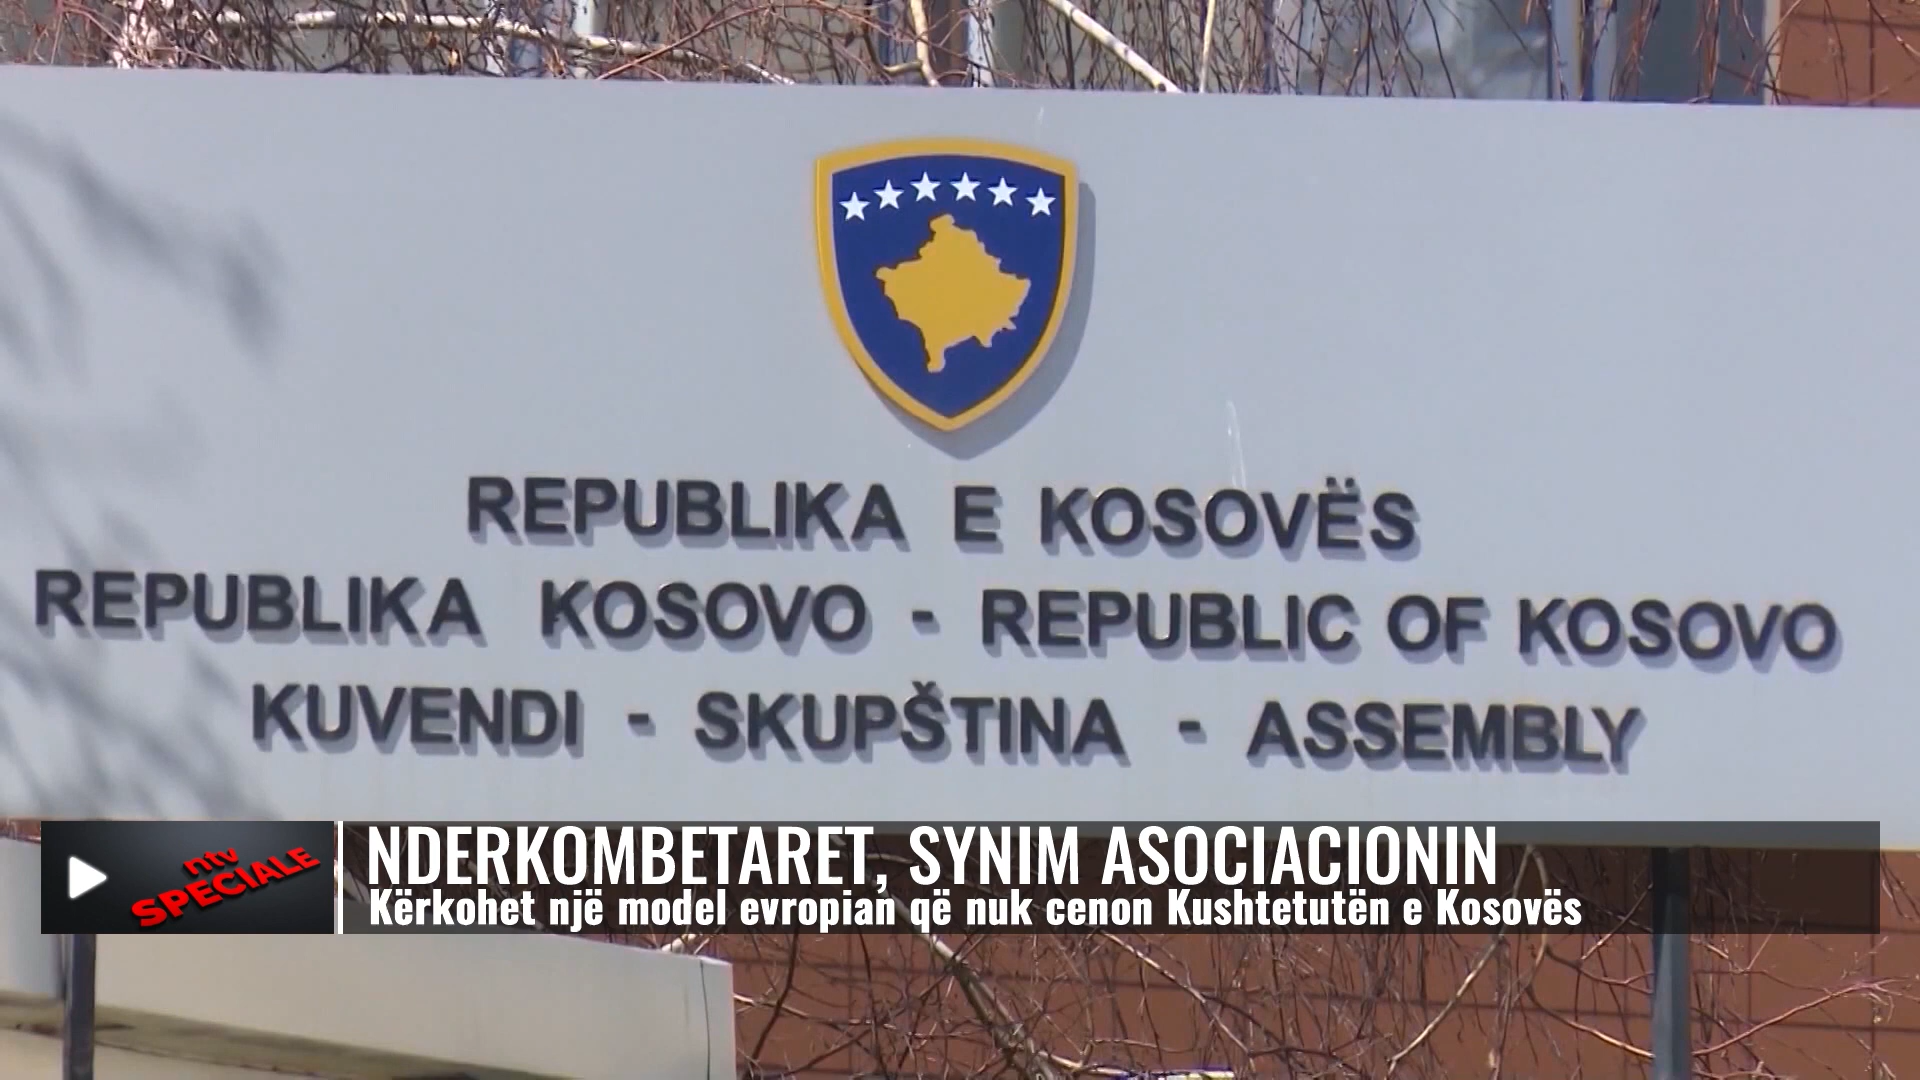 REPUBLIKA E KOSOVËS
REPUBLIKA KOSOVO - REPUBLIC OF KOSOVO
KUVENDI - SKUPŠTINA - ASSEMBLY
ntv
SPECIALE
NDERKOMBETARET, SYNIM ASOCIACIONIN
Kërkohet një model evropian që nuk cenon Kushtetutën e Kosovës